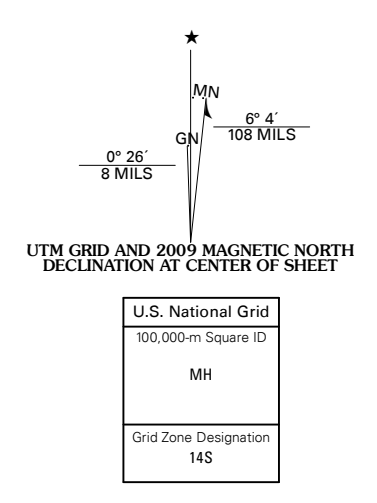 ★
MN
GN
6° 4´
108 MILS
0° 26´
8 MILS
UTM GRID AND 2009 MAGNETIC NORTH
DECLINATION AT CENTER OF SHEET
U.S. National Grid
100,000-m Square ID
MH
Grid Zone Designation
14S